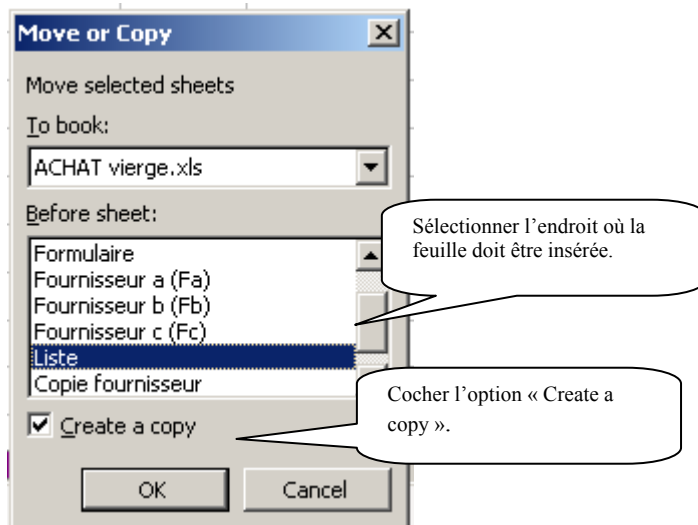 Move or Copy
Move selected sheets
To book:
ACHAT vierge.xls
Before sheet:
Formulaire
Fournisseur a (Fa)
Fournisseur b (Fb)
Fournisseur c (Fc)
Liste
Copie fournisseur
Sélectionner l’endroit où la
feuille doit être insérée.
Create a copy
Cocher l’option « Create a
copy ».
OK
Cancel